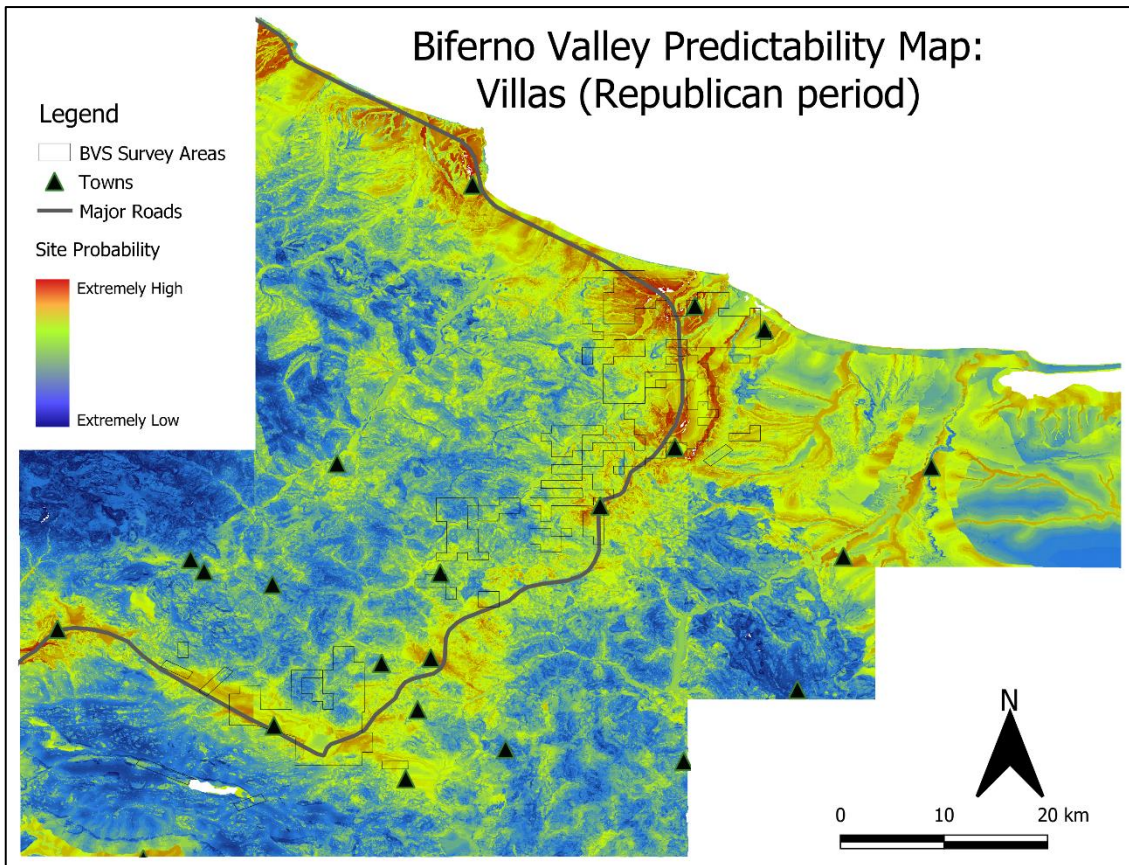 Biferno Valley Predictability Map:
Villas (Republican period)
Legend
BVS Survey Areas
Towns
Major Roads
Site Probability
Extremely High
Extremely Low
N
0 10 20 km